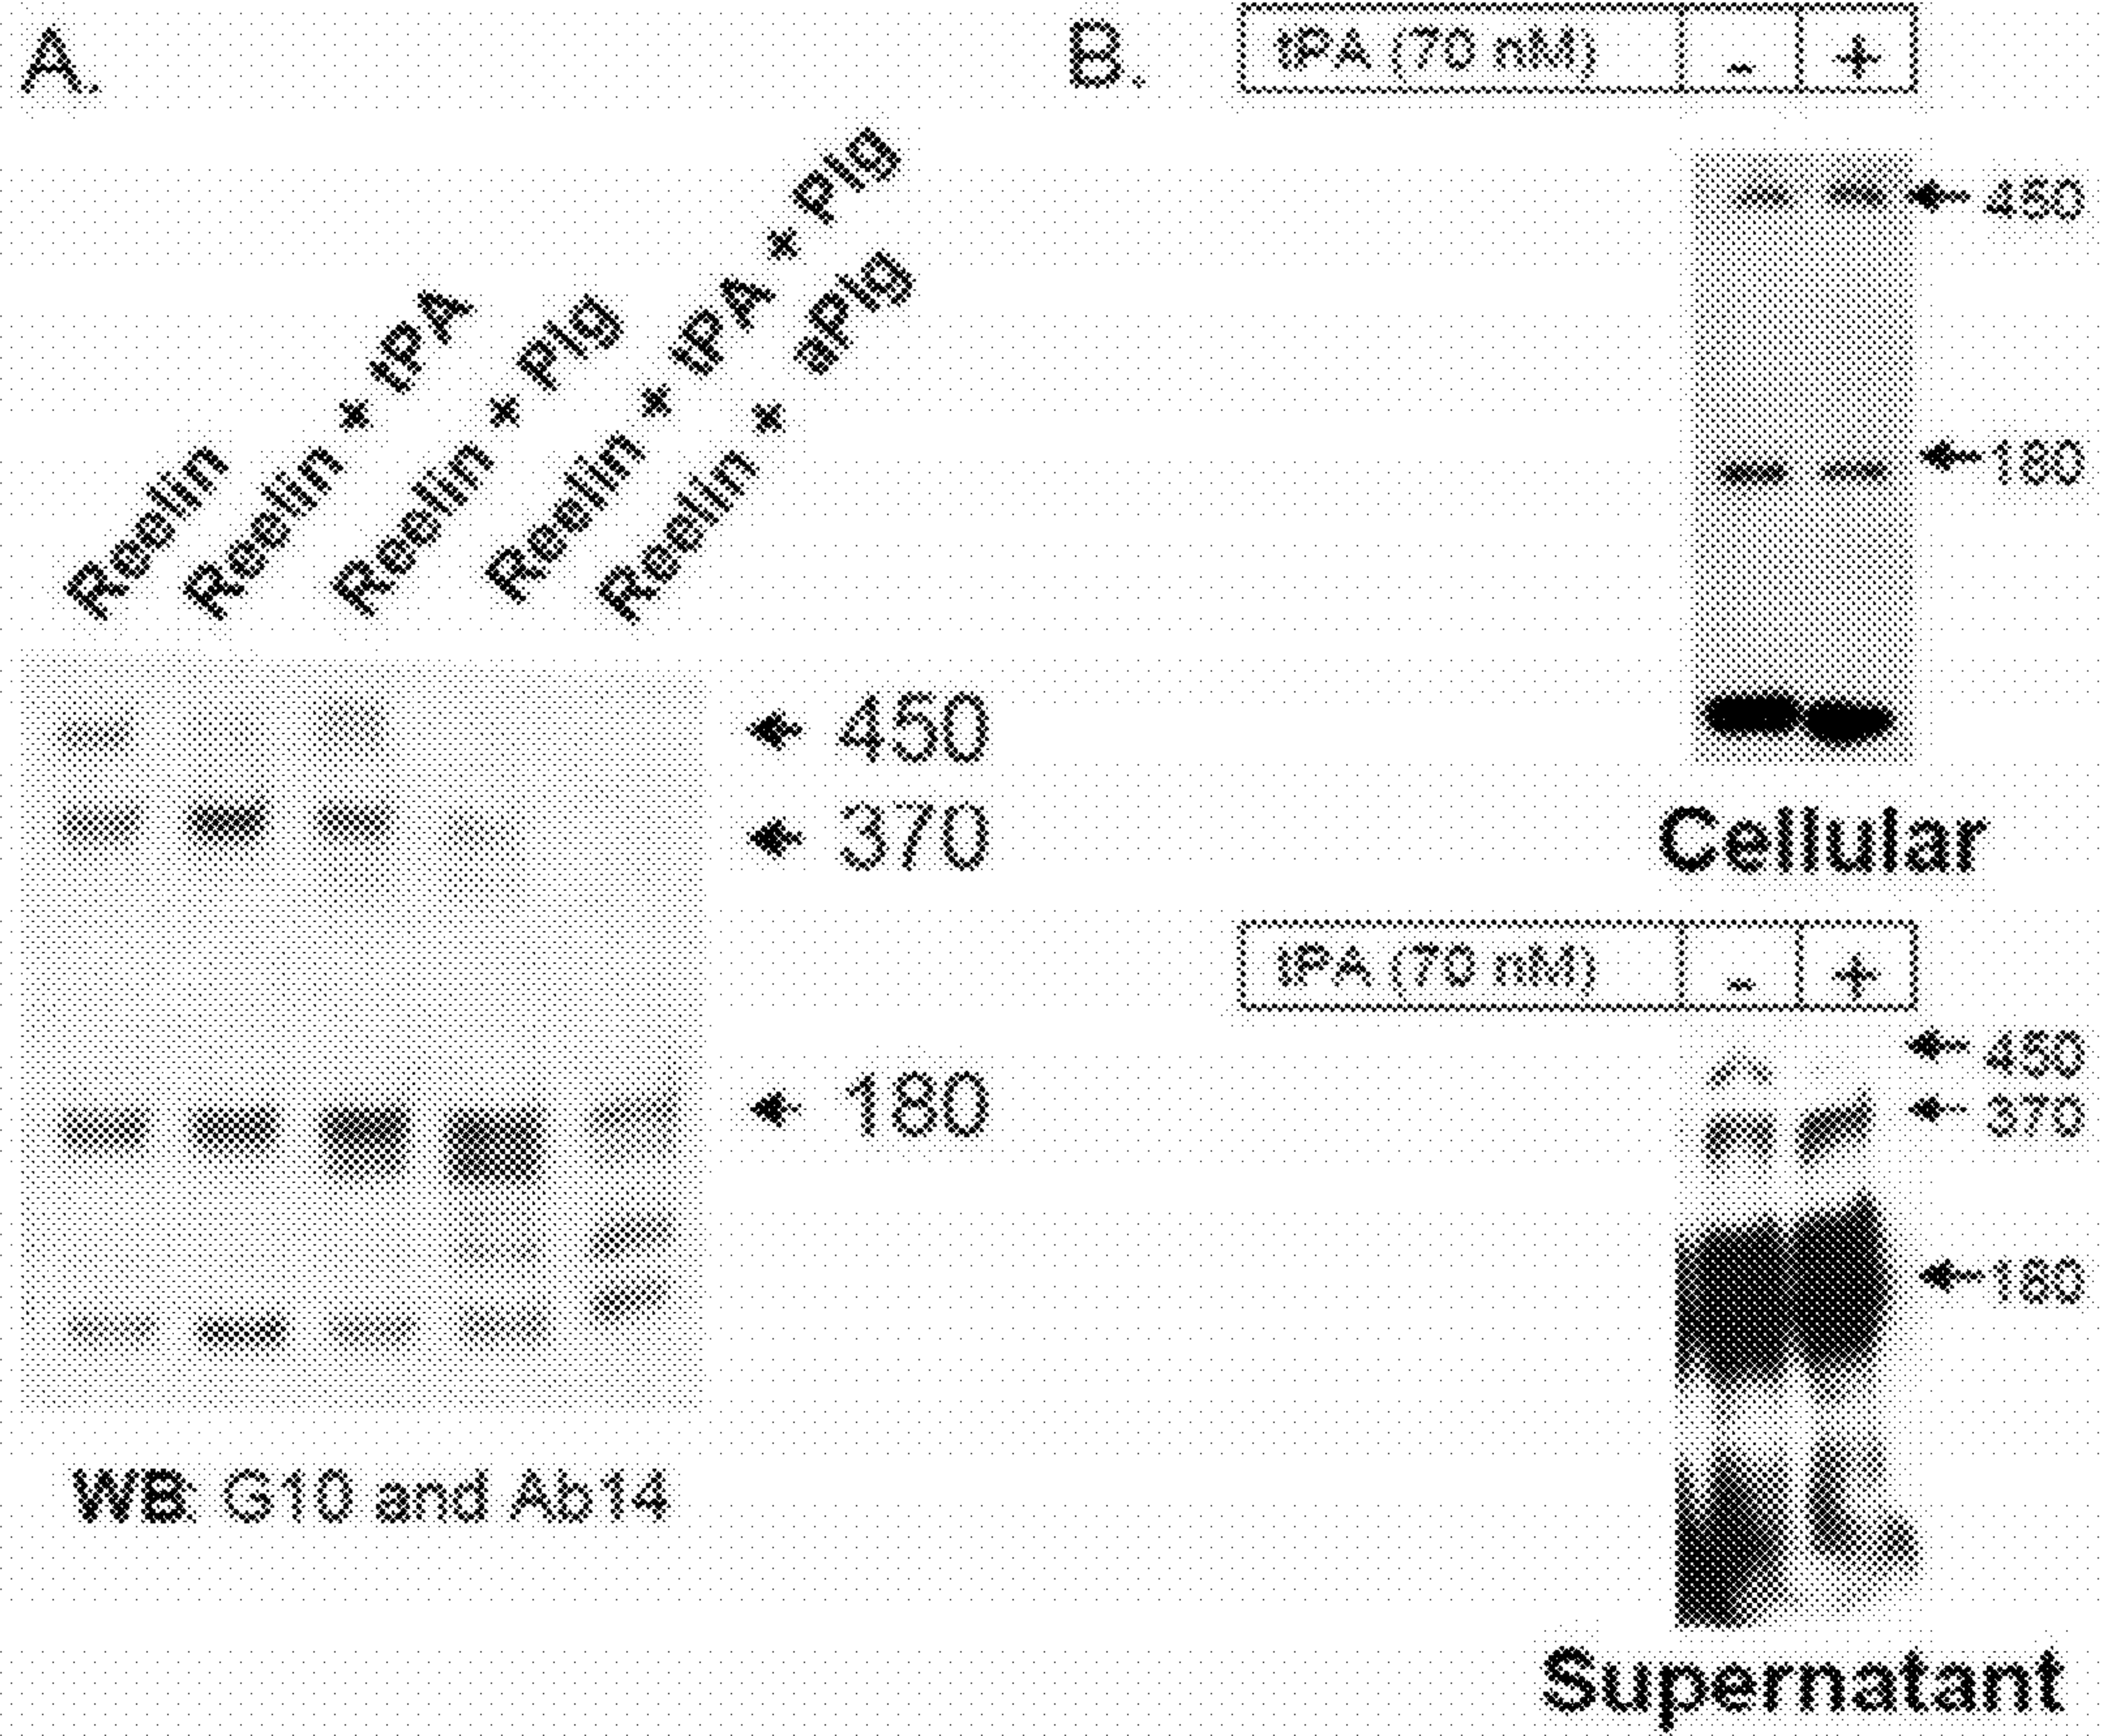 A.
Reelin
Reelin + tPA
Reelin + Plg
Reelin + tPA + Plg
Reelin + aPlg
450
370
180
WB: G10 and Ab14
B.
tPA (70 nM) - +
450
180
Cellular
tPA (70 nM) - +
450
370
180
Supernatant